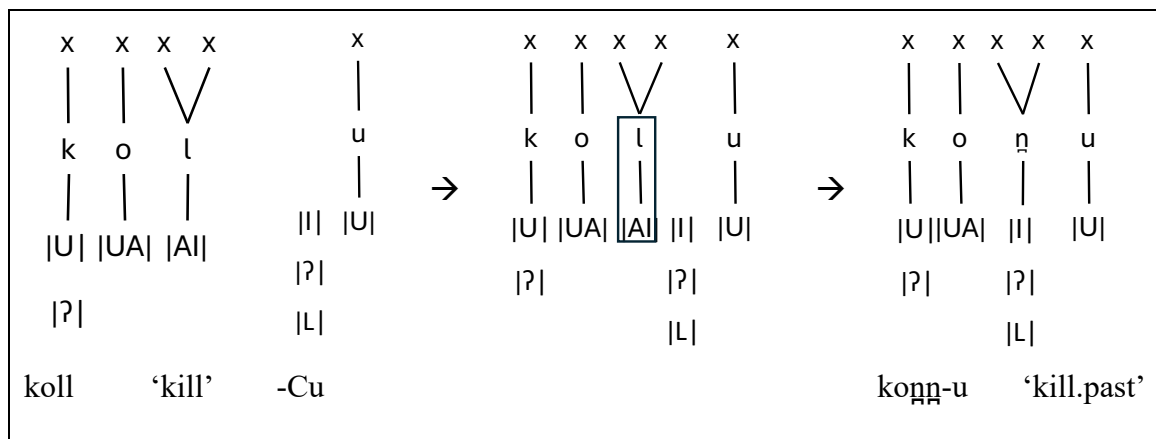 x x x x x x x x x x x x x x x
k o l u k o l u k o n̪ u
→ →
|U| |UA| |AI| |I| |U| |U| |UA| |AI| |I| |U| |U||UA| |I| |U|
|ʔ| |ʔ| |ʔ| |ʔ| |ʔ| |ʔ|
|L| |L| |L|
koll ‘kill’ -Cu kon̪n̪-u ‘kill.past’